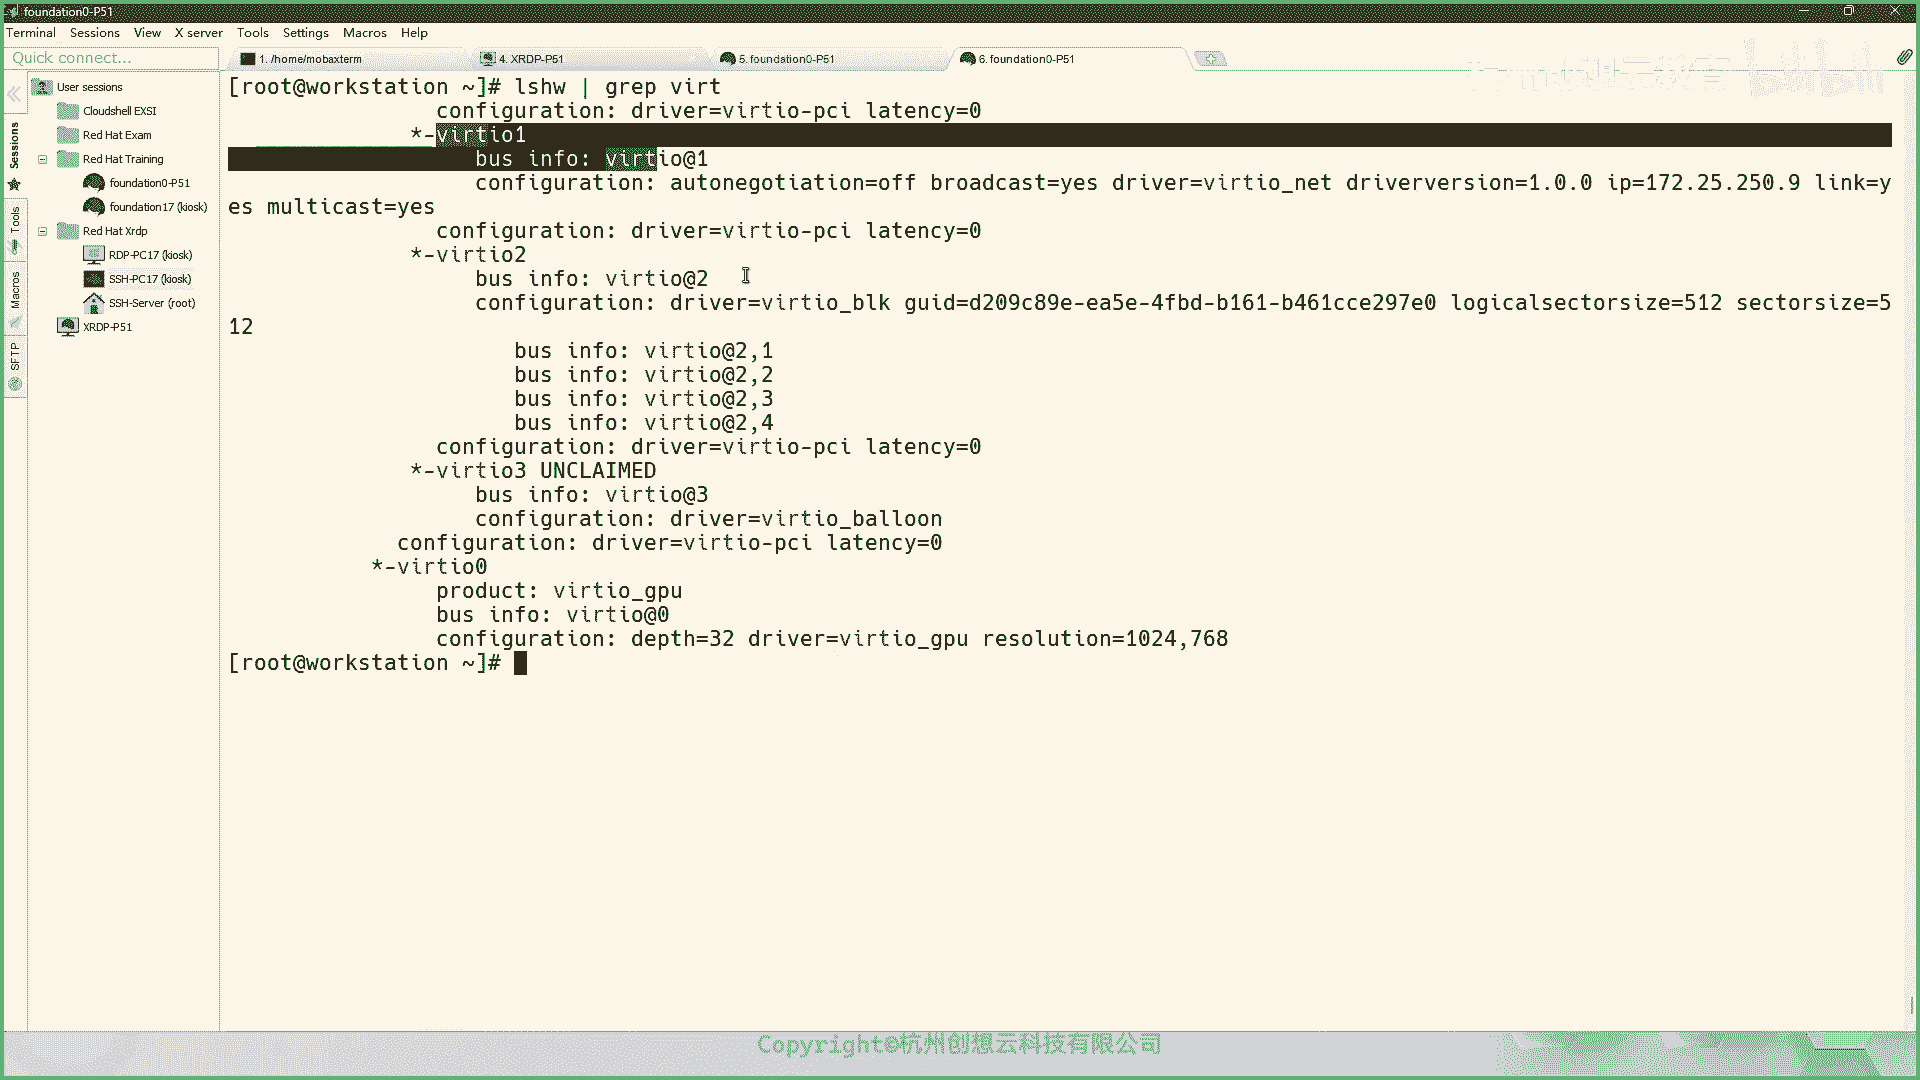 foundation0-P51
Terminal Sessions View X server Tools Settings Macros Help
Quick connect...
1. /home/mobaxterm
4. XRDP-P51
5. foundation0-P51
6. foundation0-P51
Sessions
Tools
Macros
SFTP
User sessions
Cloudshell EXSI
Red Hat Exam
Red Hat Training
foundation0-P51
foundation17 (kiosk)
Red Hat Xrdp
RDP-PC17 (kiosk)
SSH-PC17 (kiosk)
SSH-Server (root)
XRDP-P51
[root@workstation ~]# lshw | grep virt
configuration: driver=virtio-pci latency=0
*-virtio1
bus info: virtio@1
configuration: autonegotiation=off broadcast=yes driver=virtio_net driverversion=1.0.0 ip=172.25.250.9 link=y
es multicast=yes
configuration: driver=virtio-pci latency=0
*-virtio2
bus info: virtio@2
configuration: driver=virtio_blk guid=d209c89e-ea5e-4fbd-b161-b461cce297e0 logicalsectorsize=512 sectorsize=5
12
bus info: virtio@2,1
bus info: virtio@2,2
bus info: virtio@2,3
bus info: virtio@2,4
configuration: driver=virtio-pci latency=0
*-virtio3 UNCLAIMED
bus info: virtio@3
configuration: driver=virtio_balloon
configuration: driver=virtio-pci latency=0
*-virtio0
product: virtio_gpu
bus info: virtio@0
configuration: depth=32 driver=virtio_gpu resolution=1024,768
[root@workstation ~]#
Copyright©杭州创想云科技有限公司